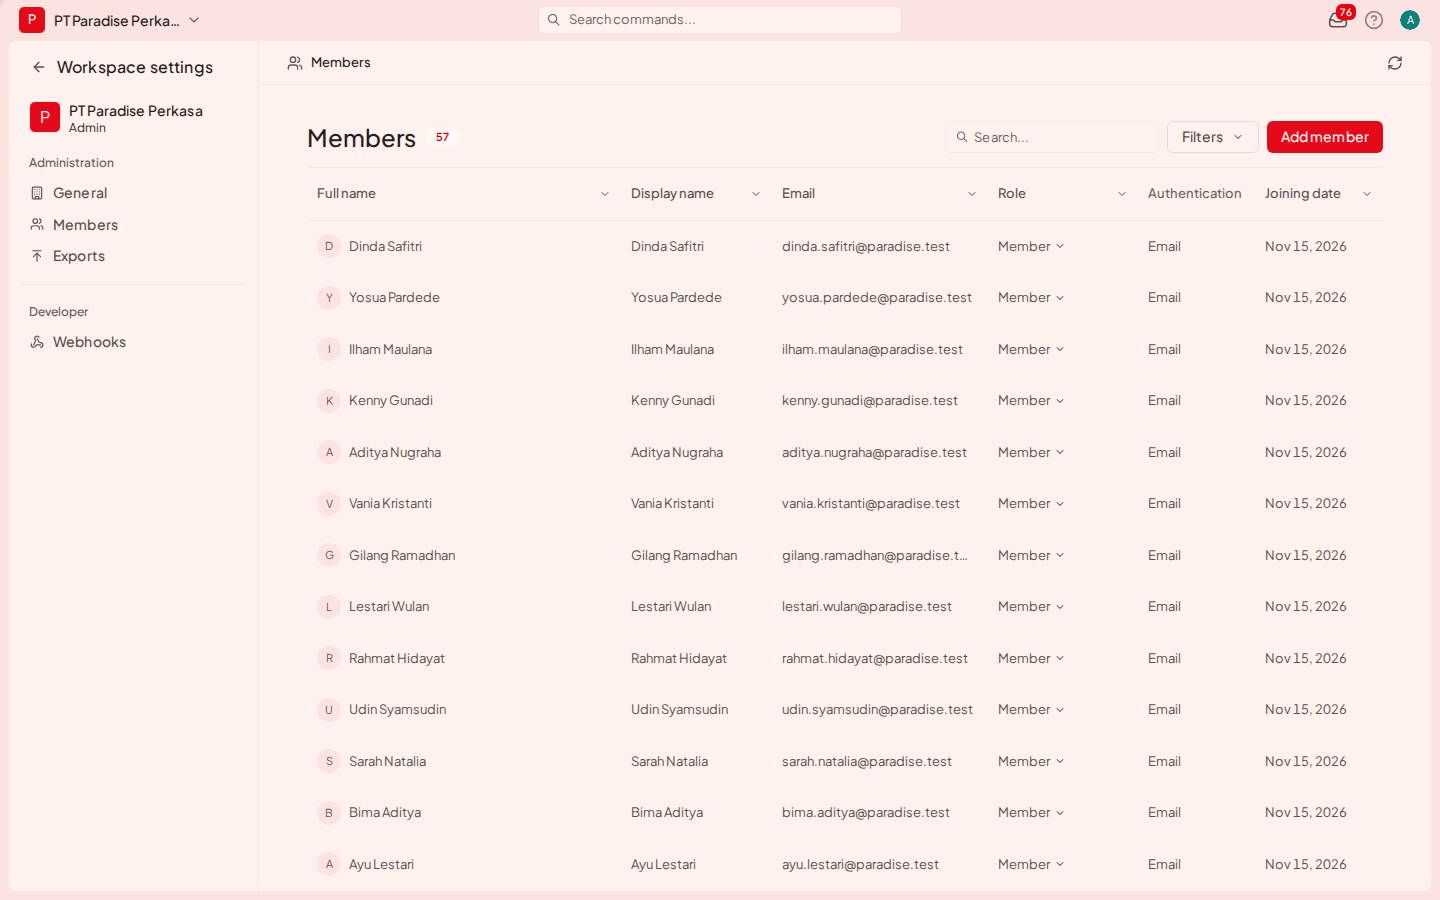 P PT Paradise Perka...
Search commands...
76
A
Workspace settings
P PT Paradise Perkasa
Admin
Administration
General
Members
Exports
Developer
Webhooks
Members
Members 57
Search...
Filters
Add member
Full name Display name Email Role Authentication Joining date
D Dinda Safitri Dinda Safitri dinda.safitri@paradise.test Member Email Nov 15, 2026
Y Yosua Pardede Yosua Pardede yosua.pardede@paradise.test Member Email Nov 15, 2026
I Ilham Maulana Ilham Maulana ilham.maulana@paradise.test Member Email Nov 15, 2026
K Kenny Gunadi Kenny Gunadi kenny.gunadi@paradise.test Member Email Nov 15, 2026
A Aditya Nugraha Aditya Nugraha aditya.nugraha@paradise.test Member Email Nov 15, 2026
V Vania Kristanti Vania Kristanti vania.kristanti@paradise.test Member Email Nov 15, 2026
G Gilang Ramadhan Gilang Ramadhan gilang.ramadhan@paradise.t... Member Email Nov 15, 2026
L Lestari Wulan Lestari Wulan lestari.wulan@paradise.test Member Email Nov 15, 2026
R Rahmat Hidayat Rahmat Hidayat rahmat.hidayat@paradise.test Member Email Nov 15, 2026
U Udin Syamsudin Udin Syamsudin udin.syamsudin@paradise.test Member Email Nov 15, 2026
S Sarah Natalia Sarah Natalia sarah.natalia@paradise.test Member Email Nov 15, 2026
B Bima Aditya Bima Aditya bima.aditya@paradise.test Member Email Nov 15, 2026
A Ayu Lestari Ayu Lestari ayu.lestari@paradise.test Member Email Nov 15, 2026